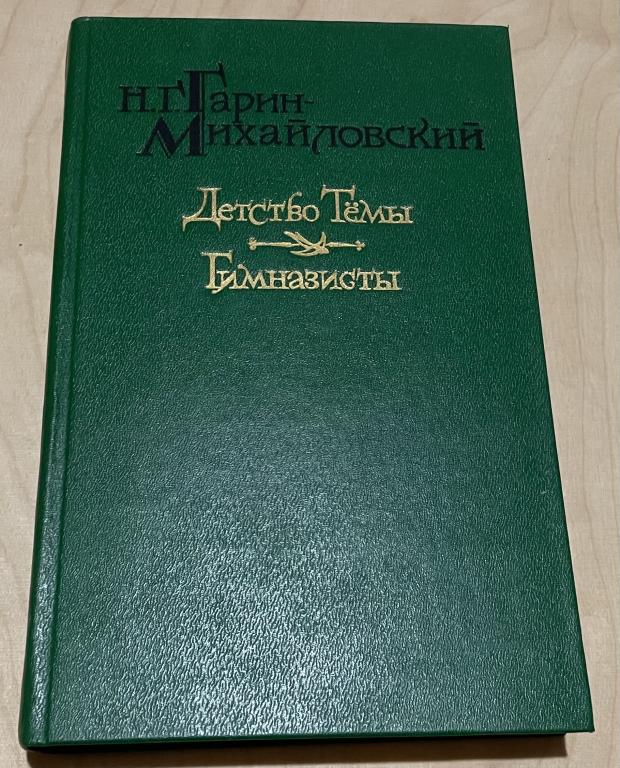 Н. Г. Гарин-
Михайловский
Детство Тёмы
Гимназисты